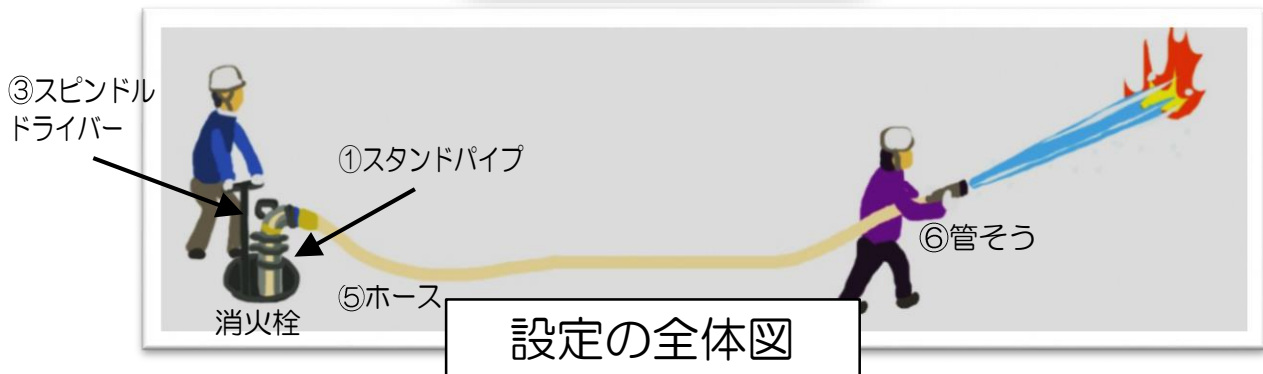 ③スピンドル
ドライバー
①スタンドパイプ
⑥管そう
⑤ホース
消火栓
設定の全体図